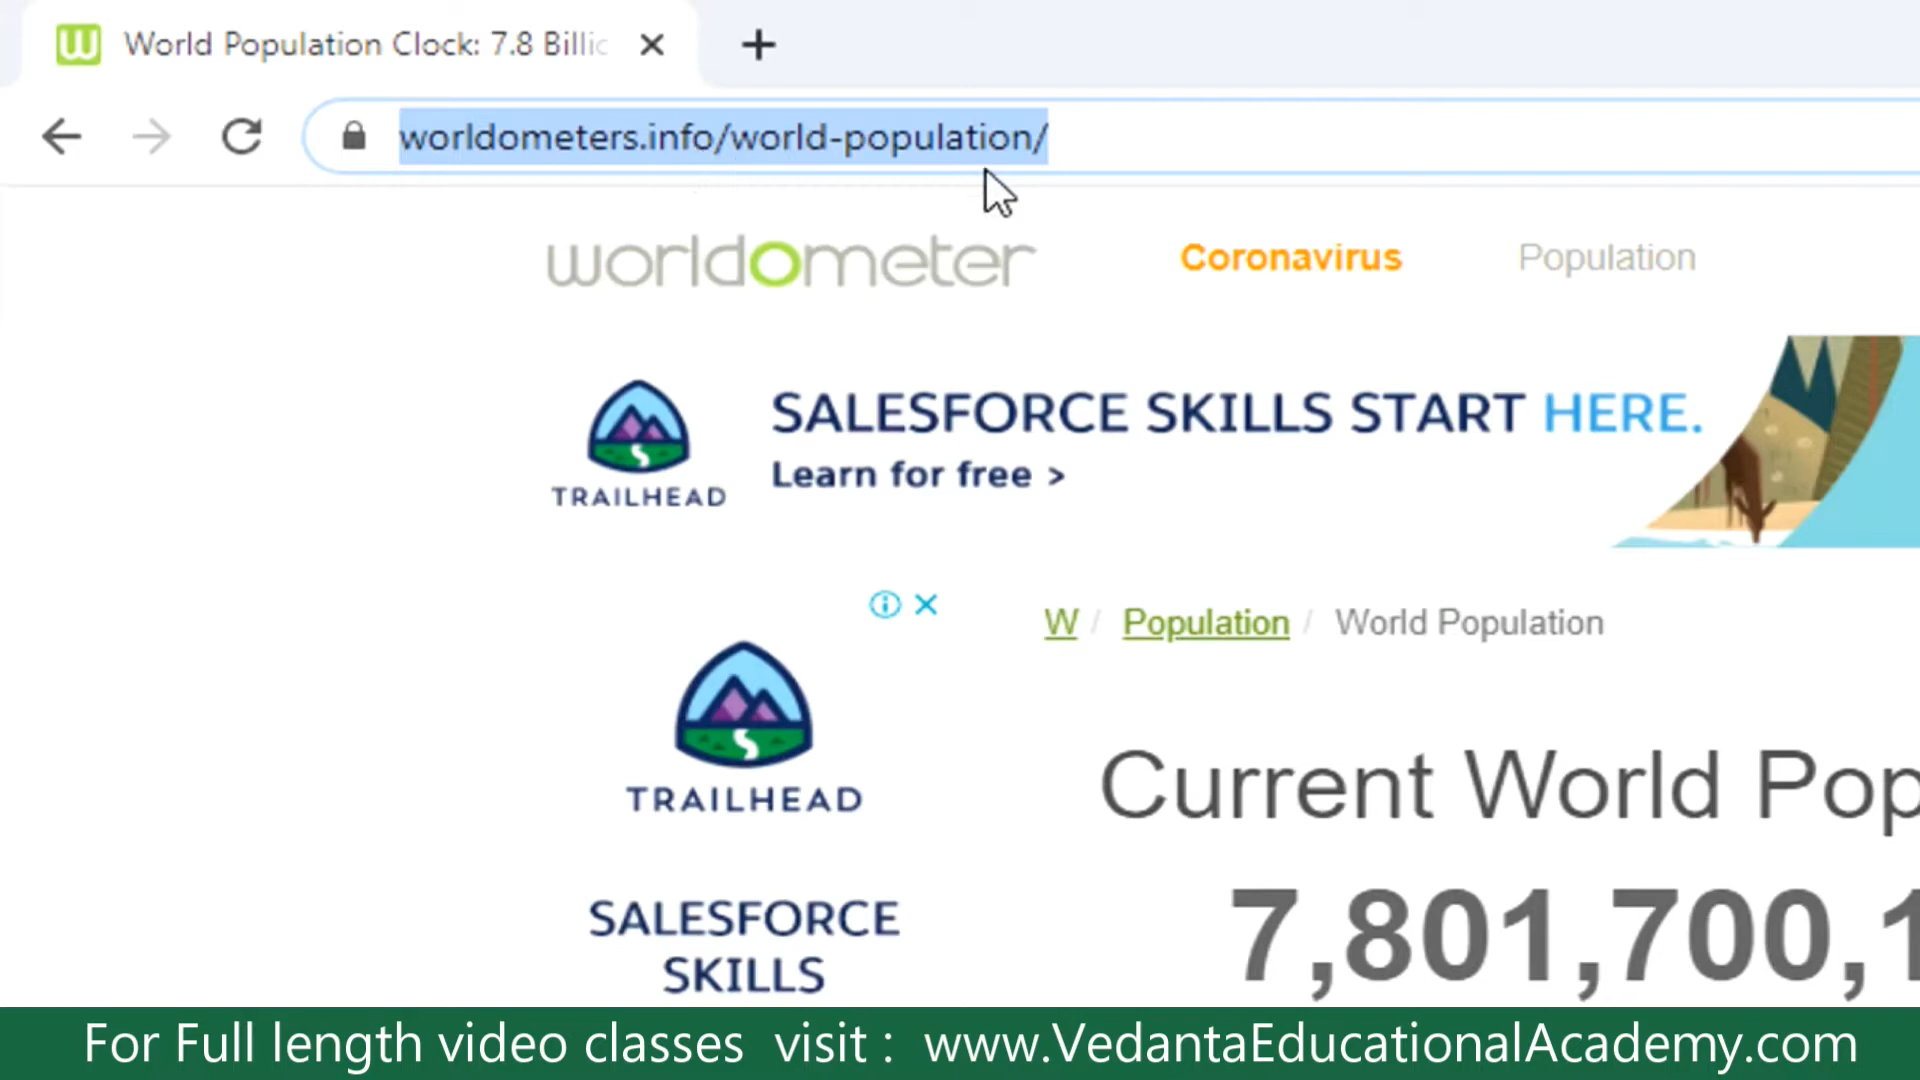 World Population Clock: 7.8 Billic
worldometers.info/world-population/
worldometer
Coronavirus
Population
TRAILHEAD
SALESFORCE SKILLS START HERE.
Learn for free >
W / Population / World Population
TRAILHEAD
SALESFORCE
SKILLS
Current World Pop
7,801,700,1
For Full length video classes visit : www.VedantaEducationalAcademy.com